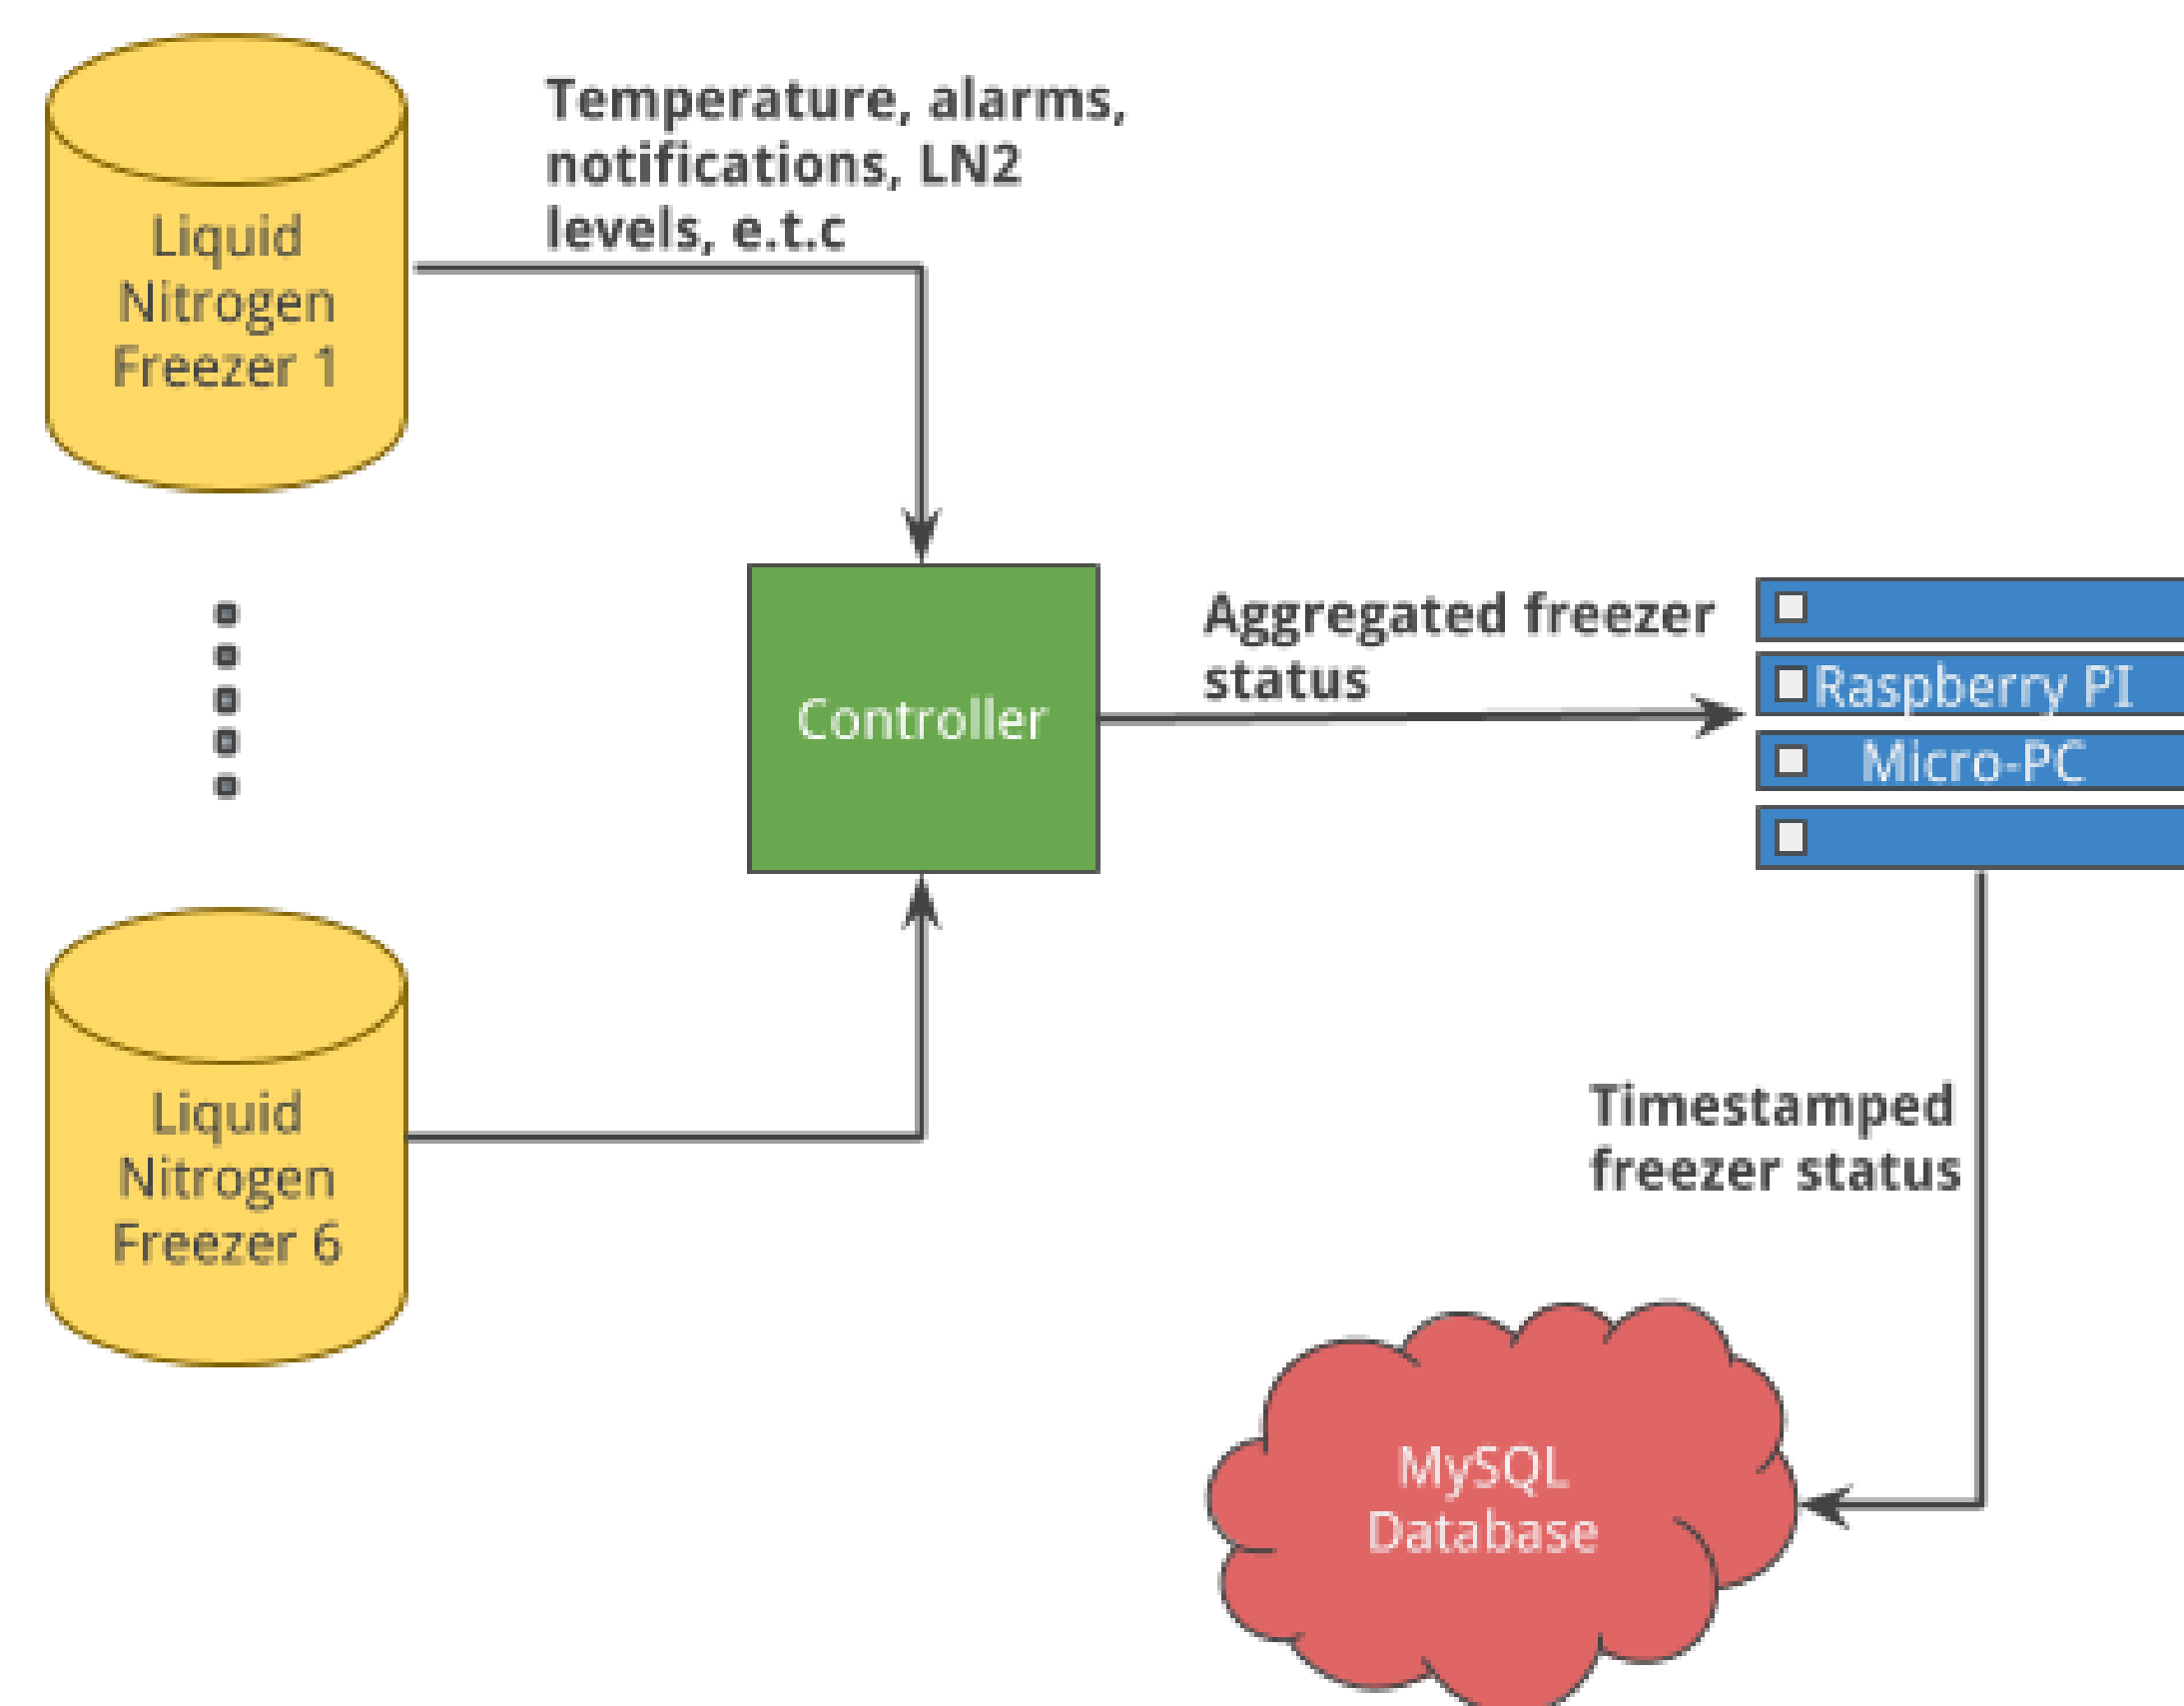 Temperature, alarms,
notifications, LN2
levels, e.t.c
Liquid
Nitrogen
Freezer 1
Controller
Aggregated freezer
status
Raspberry PI
Micro-PC
Liquid
Nitrogen
Freezer 6
Timestamped
freezer status
MySQL
Database